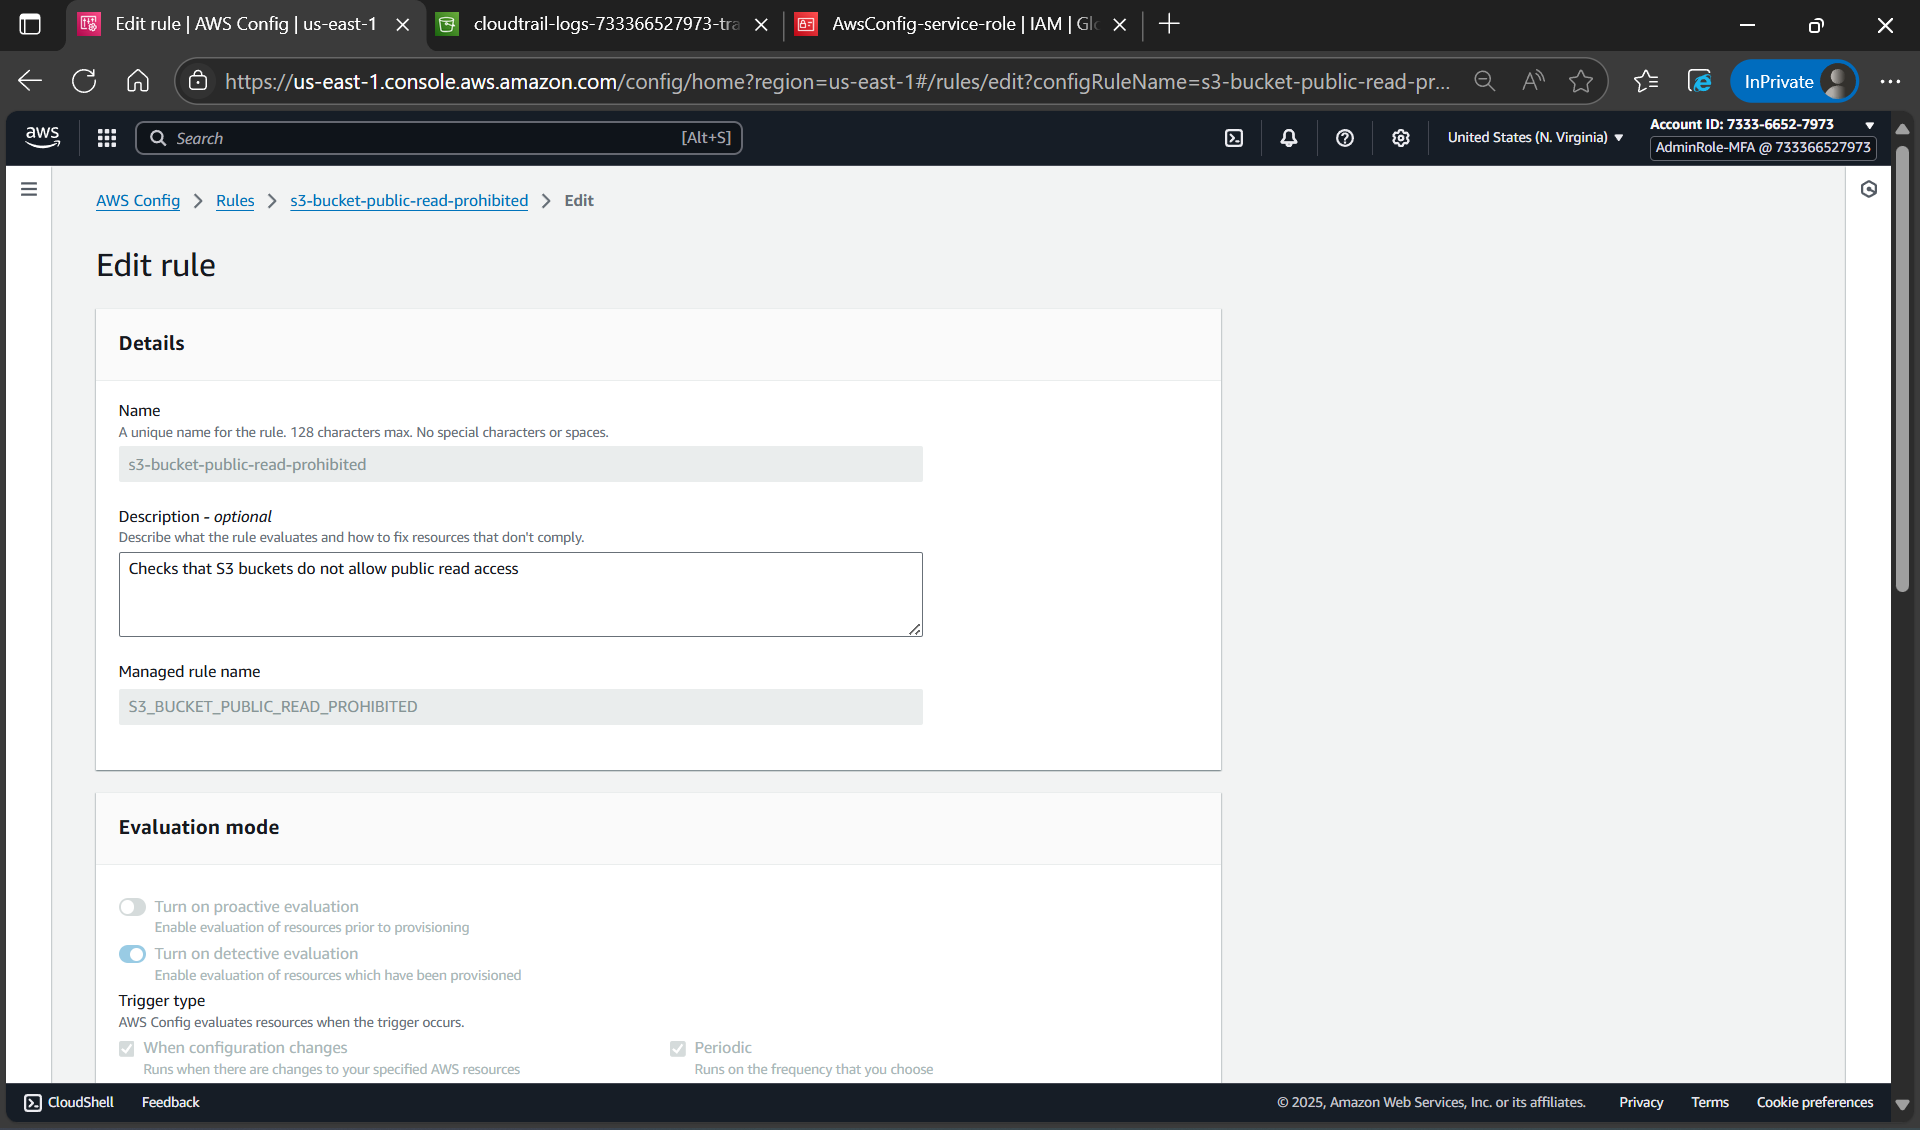 Edit rule | AWS Config | us-east-1
cloudtrail-logs-733366527973-tra
AwsConfig-service-role | IAM | Glo
https://us-east-1.console.aws.amazon.com/config/home?region=us-east-1#/rules/edit?configRuleName=s3-bucket-public-read-pr...
InPrivate
aws
Search
[Alt+S]
United States (N. Virginia)
Account ID: 7333-6652-7973
AdminRole-MFA @ 733366527973
AWS Config > Rules > s3-bucket-public-read-prohibited > Edit
Edit rule
Details
Name
A unique name for the rule. 128 characters max. No special characters or spaces.
s3-bucket-public-read-prohibited
Description - optional
Describe what the rule evaluates and how to fix resources that don't comply.
Checks that S3 buckets do not allow public read access
Managed rule name
S3_BUCKET_PUBLIC_READ_PROHIBITED
Evaluation mode
Turn on proactive evaluation
Enable evaluation of resources prior to provisioning
Turn on detective evaluation
Enable evaluation of resources which have been provisioned
Trigger type
AWS Config evaluates resources when the trigger occurs.
When configuration changes
Runs when there are changes to your specified AWS resources
Periodic
Runs on the frequency that you choose
CloudShell
Feedback
© 2025, Amazon Web Services, Inc. or its affiliates.
Privacy
Terms
Cookie preferences